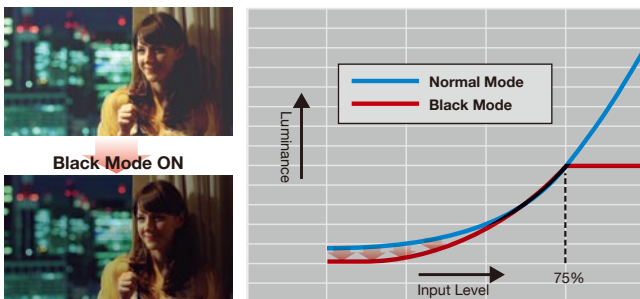 Black Mode ON
Normal Mode
Black Mode
Luminance
75%
Input Level